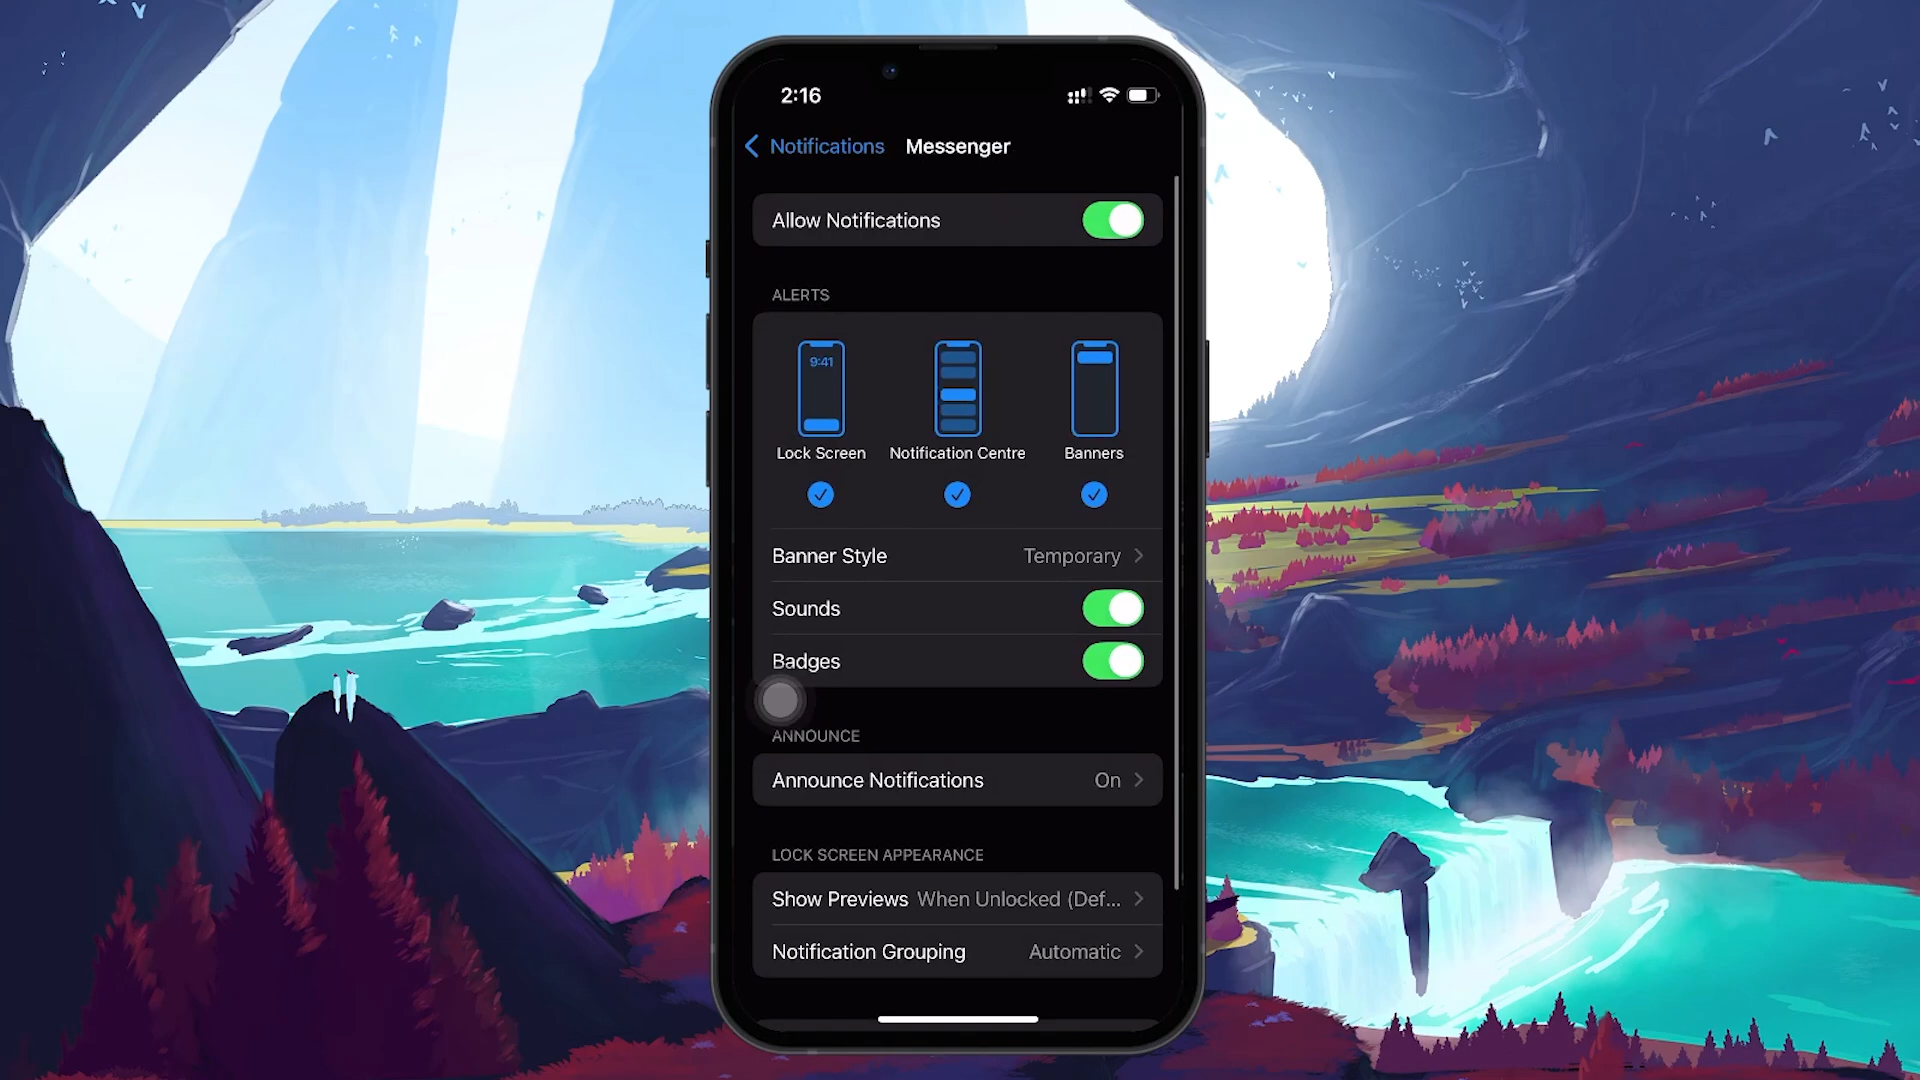 2:16
Notifications Messenger
Allow Notifications
ALERTS
9:41
Lock Screen Notification Centre Banners
Banner Style Temporary
Sounds
Badges
ANNOUNCE
Announce Notifications On
LOCK SCREEN APPEARANCE
Show Previews When Unlocked (Def...
Notification Grouping Automatic